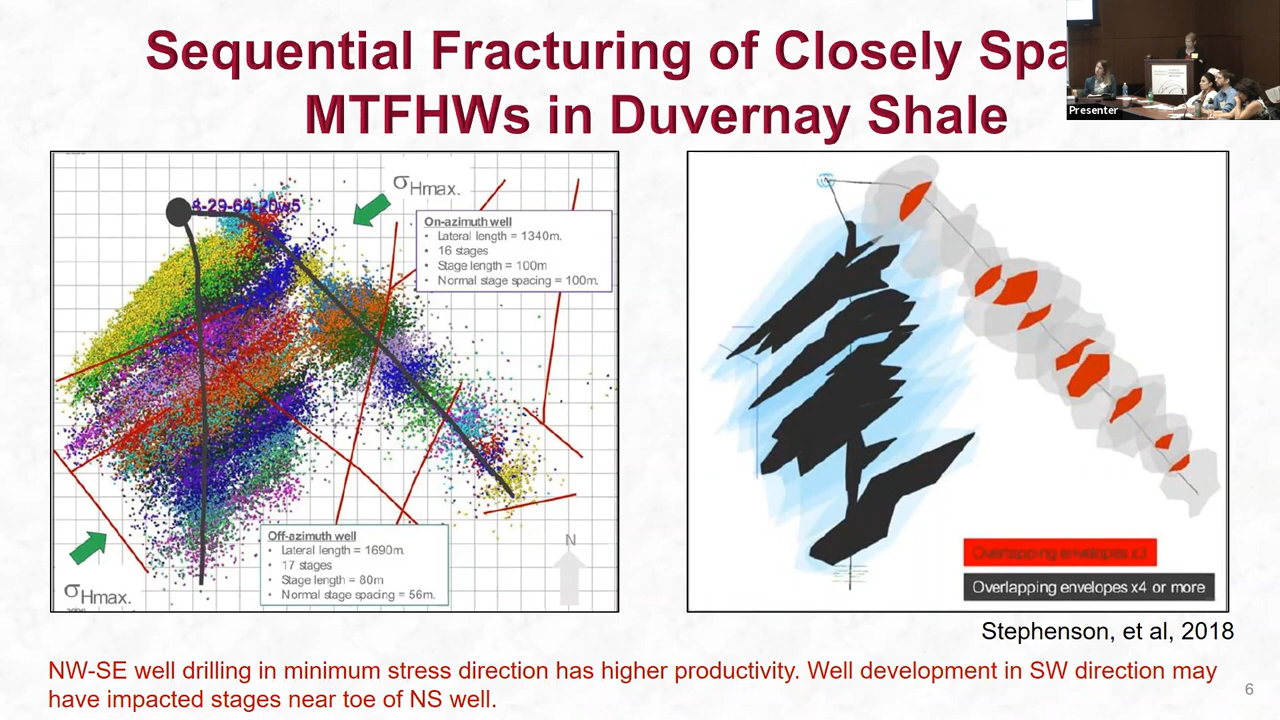 Sequential Fracturing of Closely Spa
MTFHWs in Duvernay Shale
Presenter
σHmax.
8-29-64-20w5
On-azimuth well
• Lateral length = 1340m.
• 16 stages
• Stage length = 100m
• Normal stage spacing = 100m.
Off-azimuth well
• Lateral length = 1690m.
• 17 stages
• Stage length = 80m
• Normal stage spacing = 56m.
N
σHmax.
Overlapping envelopes x3
Overlapping envelopes x4 or more
Stephenson, et al, 2018
NW-SE well drilling in minimum stress direction has higher productivity. Well development in SW direction may
have impacted stages near toe of NS well.
6